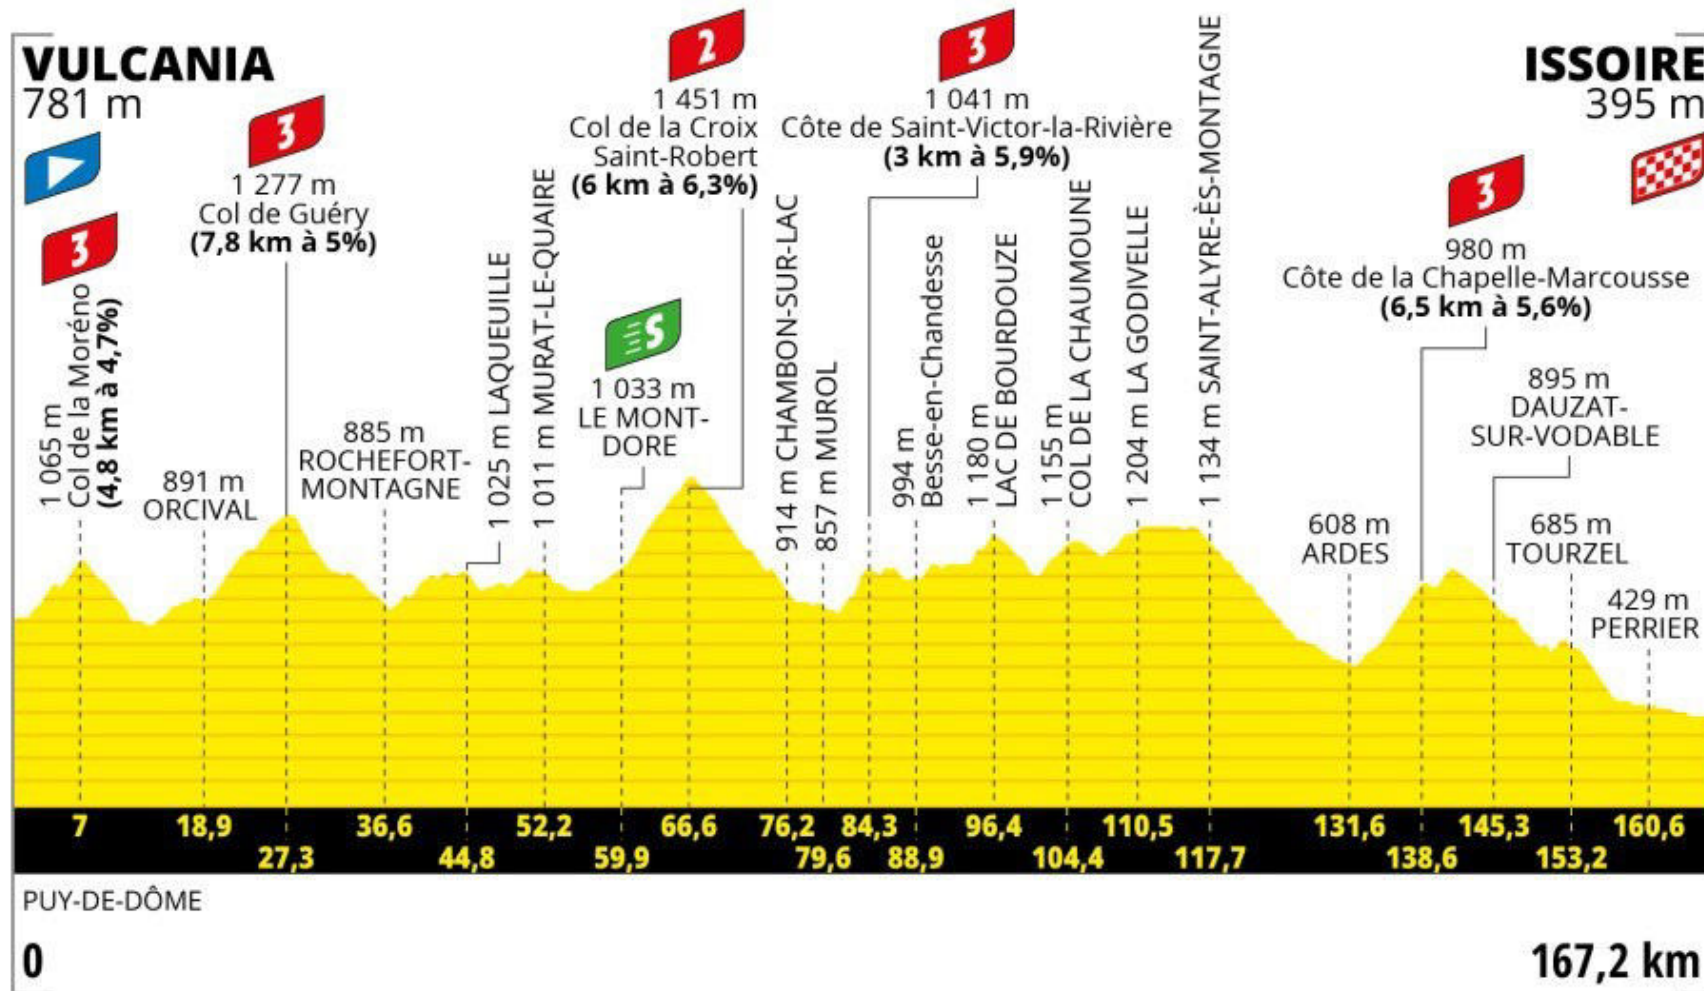 VULCANIA
781 m
3
1 065 m
Col de la Moréno
(4,8 km à 4,7%)
891 m
ORCIVAL
3
1 277 m
Col de Guéry
(7,8 km à 5%)
885 m
ROCHEFORT-
MONTAGNE
1 025 m LAQUEUILLE
1 011 m MURAT-LE-QUAIRE
S
1 033 m
LE MONT-
DORE
2
1 451 m
Col de la Croix
Saint-Robert
(6 km à 6,3%)
914 m CHAMBON-SUR-LAC
857 m MUROL
3
1 041 m
Côte de Saint-Victor-la-Rivière
(3 km à 5,9%)
994 m
Besse-en-Chandesse
1 180 m
LAC DE BOURDOUZE
1 155 m
COL DE LA CHAUMOUNE
1 204 m LA GODIVELLE
1 134 m SAINT-ALYRE-ÈS-MONTAGNE
608 m
ARDES
3
980 m
Côte de la Chapelle-Marcousse
(6,5 km à 5,6%)
895 m
DAUZAT-
SUR-VODABLE
685 m
TOURZEL
429 m
PERRIER
ISSOIRE
395 m
7 18,9 36,6 52,2 66,6 76,2 84,3 96,4 110,5 131,6 145,3 160,6
27,3 44,8 59,9 79,6 88,9 104,4 117,7 138,6 153,2
PUY-DE-DÔME
0 167,2 km